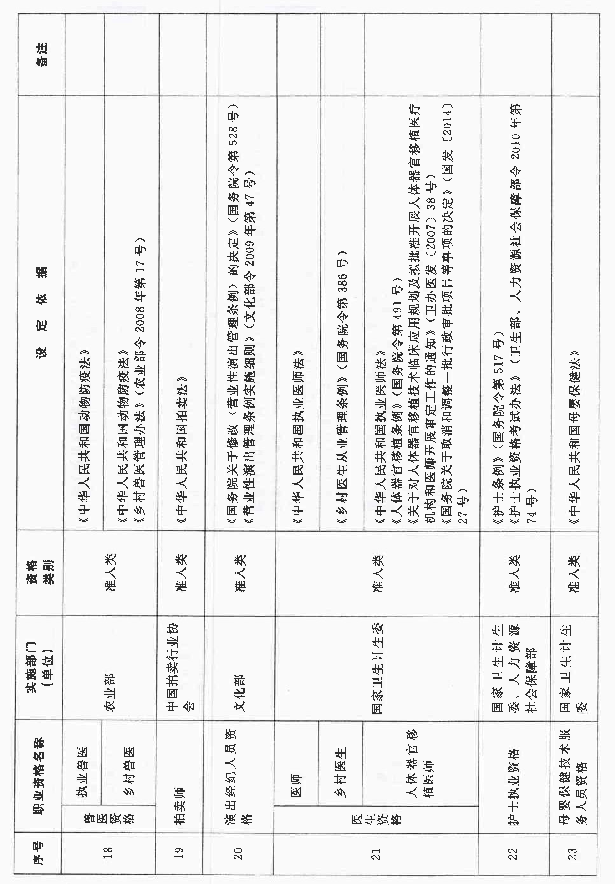 序号
职业资格名称
实施部门
(单位)
资格
类别
设 定 依 据
备注
18
兽医资格
执业兽医
乡村兽医
农业部
准入类
《中华人民共和国动物防疫法》
《中华人民共和国动物防疫法》
《乡村兽医管理办法》(农业部令2008年第17号)
19
拍卖师
中国拍卖行业协
会
准入类
《中华人民共和国拍卖法》
20
演出经纪人员资
格
文化部
准入类
《国务院关于修改〈营业性演出管理条例〉的决定》(国务院令第528号)
《营业性演出管理条例实施细则》(文化部令2009年第47号)
21
医生资格
医师
乡村医生
人体器官移
植医师
国家卫生计生委
准入类
《中华人民共和国执业医师法》
《乡村医生从业管理条例》(国务院令第386号)
《中华人民共和国执业医师法》
《人体器官移植条例》(国务院令第491号)
《关于对人体器官移植技术临床应用规划及拟批准开展人体器官移植医疗
机构和医师开展审定工作的通知》(卫办医发〔2007〕38号)
《国务院关于取消和调整一批行政审批项目等事项的决定》(国发〔2014〕
27号)
22
护士执业资格
国家卫生计生
委、人力资源
社会保障部
准入类
《护士条例》(国务院令第517号)
《护士执业资格考试办法》(卫生部、人力资源社会保障部令2010年第
74号)
23
母婴保健技术服
务人员资格
国家卫生计生
委
准入类
《中华人民共和国母婴保健法》